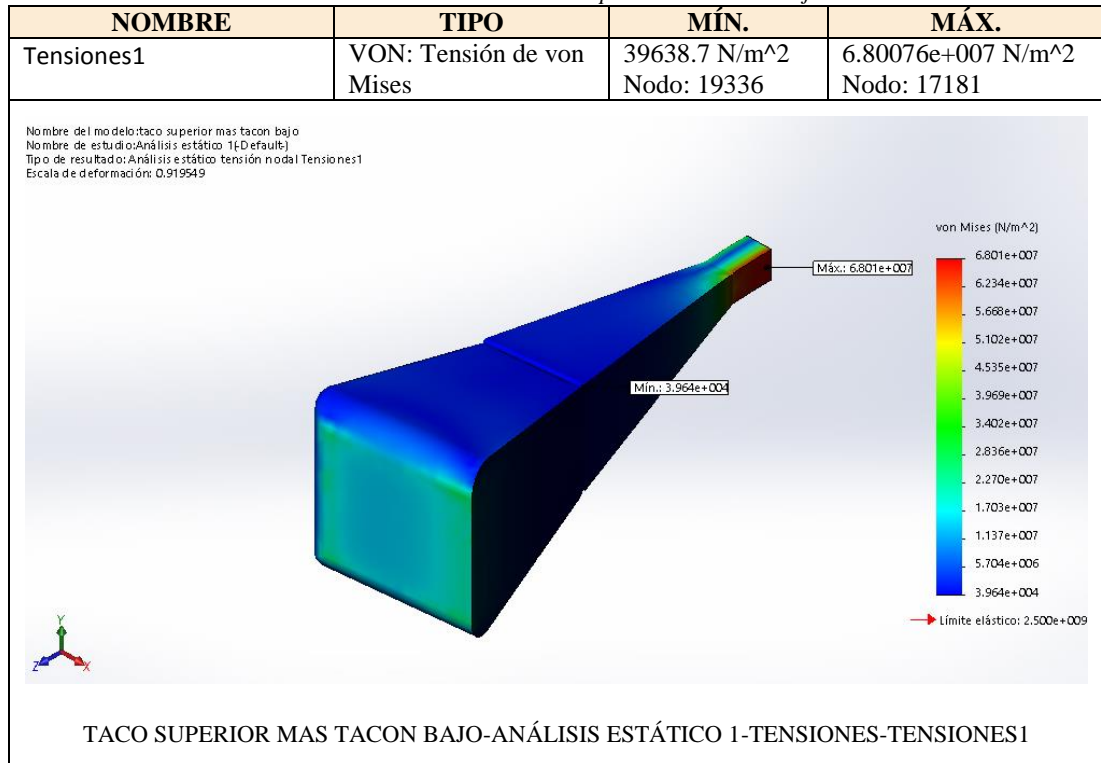 NOMBRE TIPO MÍN. MÁX.
Tensiones1 VON: Tensión de von 39638.7 N/m^2 6.80076e+007 N/m^2
Mises Nodo: 19336 Nodo: 17181
Nombre del modelo:taco superior mas tacon bajo
Nombre de estudio:Análisis estático 1(-Default-)
Tipo de resultado: Análisis estático tensión nodal Tensiones1
Escala de deformación: 0.919549
von Mises (N/m^2)
6.801e+007
Máx.: 6.801e+007
6.234e+007
5.668e+007
5.102e+007
4.535e+007
Mín.: 3.964e+004
3.969e+007
3.402e+007
2.836e+007
2.270e+007
1.703e+007
1.137e+007
5.704e+006
3.964e+004
Límite elástico: 2.500e+009
Y
Z X
TACO SUPERIOR MAS TACON BAJO-ANÁLISIS ESTÁTICO 1-TENSIONES-TENSIONES1